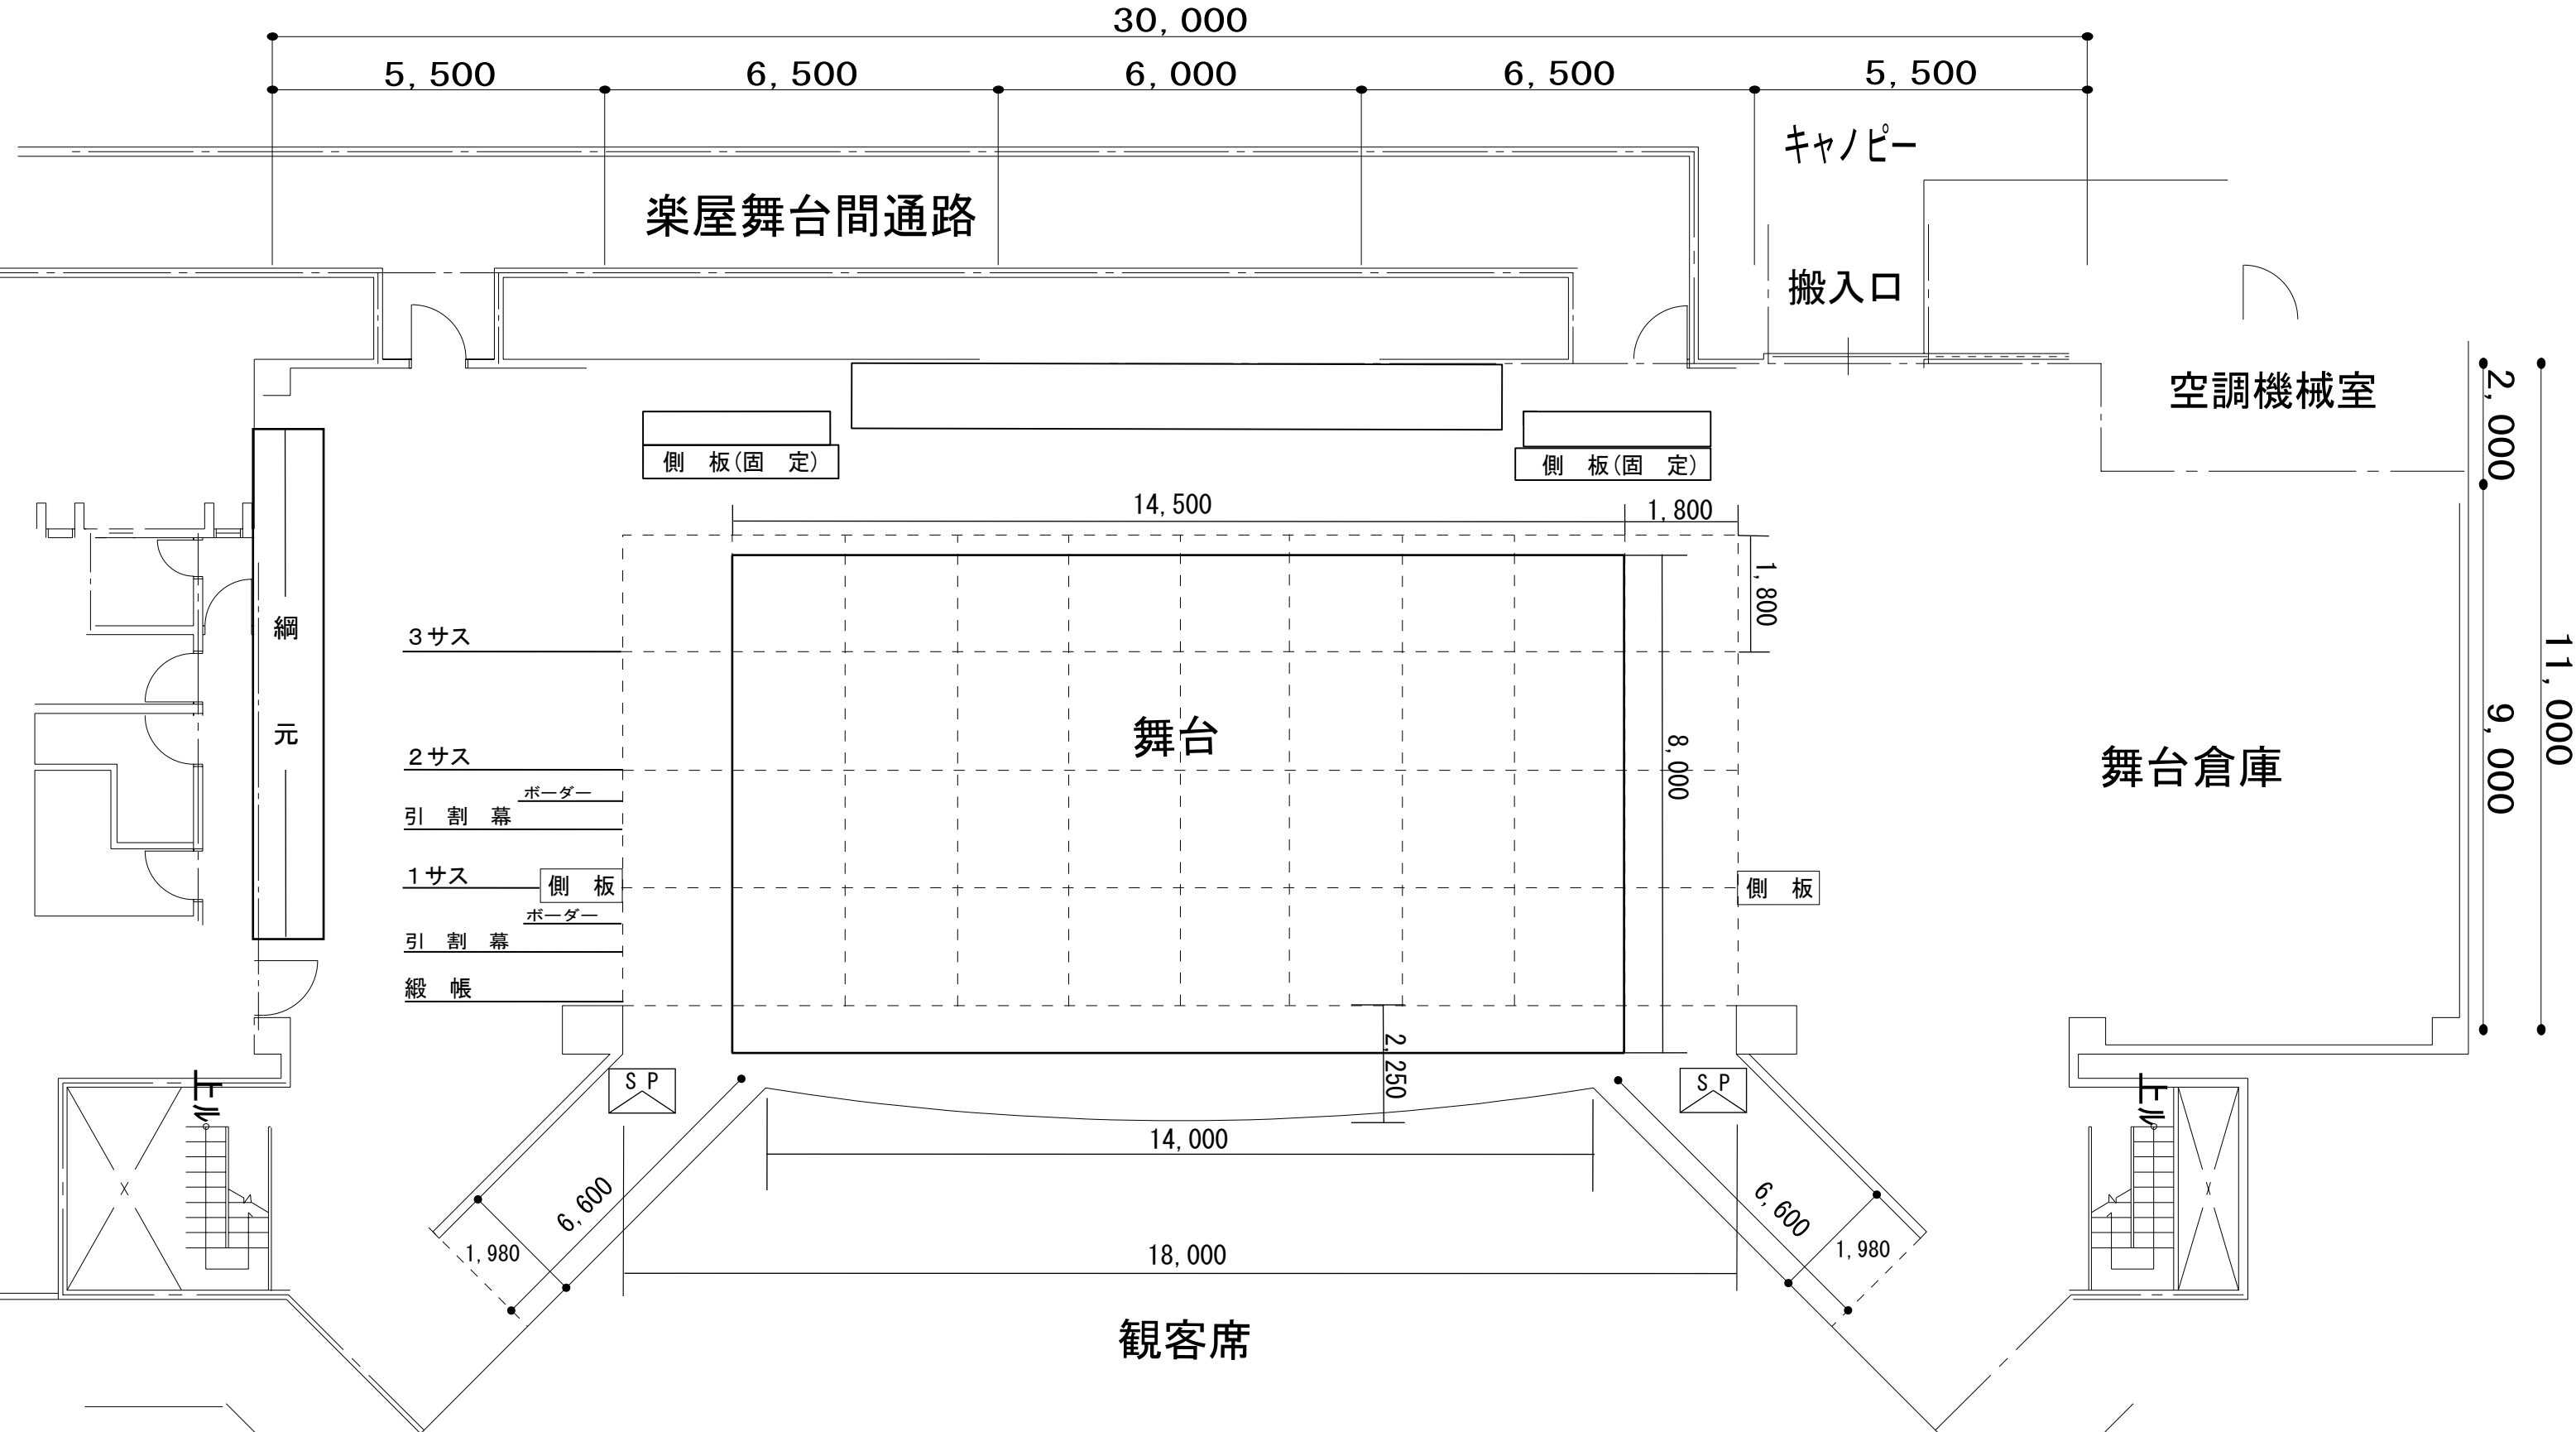 30,000
5,500
6,500
6,000
6,500
5,500
キャノピー
楽屋舞台間通路
搬入口
空調機械室
2,000
9,000
11,000
側 板(固 定)
側 板(固 定)
14,500
1,800
1,800
綱
元
3サス
2サス
ボーダー
引 割 幕
1サス
側 板
ボーダー
引 割 幕
緞 帳
舞台
8,000
側 板
舞台倉庫
上ル
SP
2,250
SP
上ル
14,000
6,600
6,600
1,980
18,000
1,980
観客席